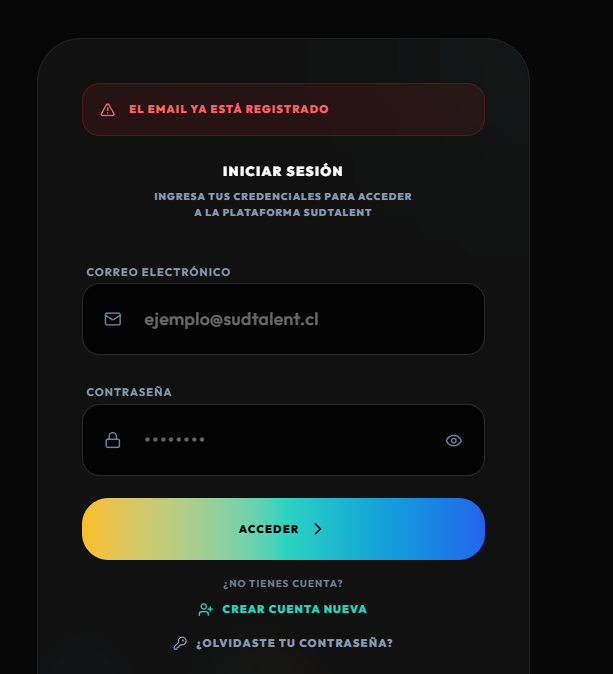 EL EMAIL YA ESTÁ REGISTRADO
INICIAR SESIÓN
INGRESA TUS CREDENCIALES PARA ACCEDER
A LA PLATAFORMA SUDTALENT
CORREO ELECTRÓNICO
ejemplo@sudtalent.cl
CONTRASEÑA
••••••••
ACCEDER
¿NO TIENES CUENTA?
CREAR CUENTA NUEVA
¿OLVIDASTE TU CONTRASEÑA?